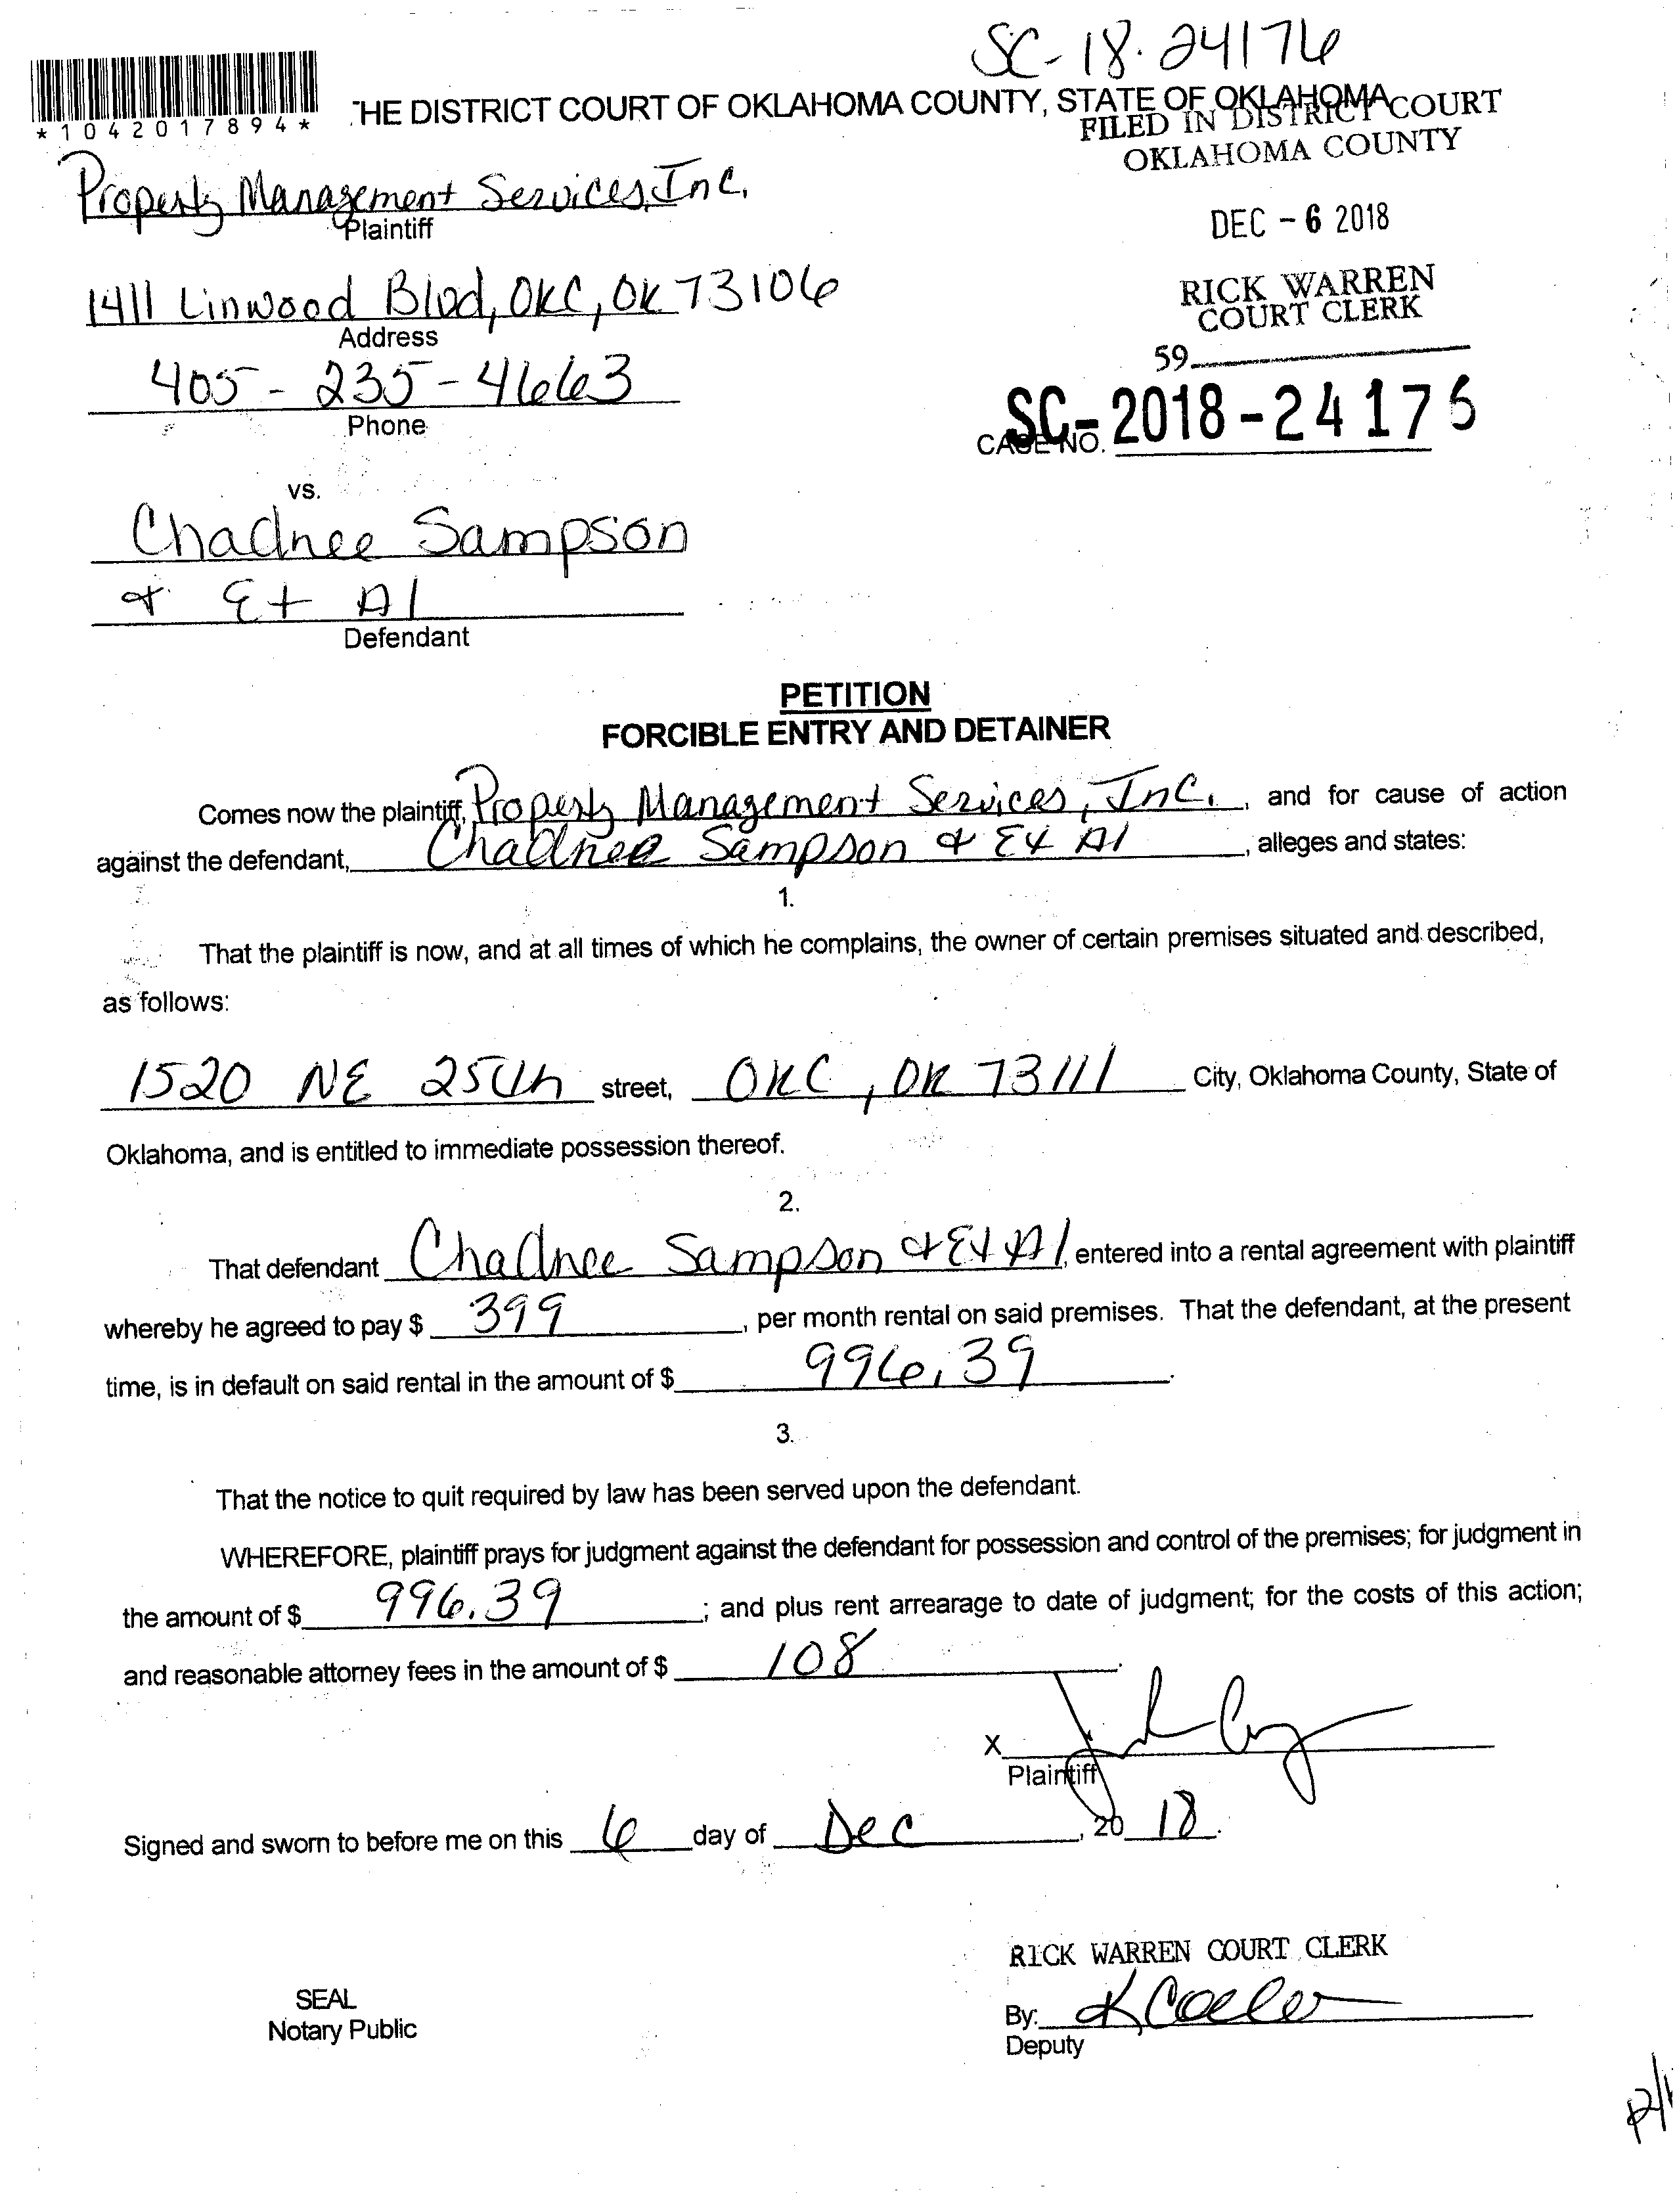 SC-18-24176
*1042017894*
THE DISTRICT COURT OF OKLAHOMA COUNTY, STATE OF OKLAHOMA
FILED IN DISTRICT COURT
OKLAHOMA COUNTY
Property Management Services, Inc.
Plaintiff
DEC - 6 2018
1411 Linwood Blvd, OKC, OK 73106
Address
RICK WARREN
COURT CLERK
405-235-4663
Phone
59
CASE NO. SC-2018-24176
vs.
Chadnee Sampson
& Et Al
Defendant
PETITION
FORCIBLE ENTRY AND DETAINER
Comes now the plaintiff, Property Management Services, Inc., and for cause of action
against the defendant, Chadnee Sampson & Et Al, alleges and states:
1.
That the plaintiff is now, and at all times of which he complains, the owner of certain premises situated and described,
as follows:
1520 NE 25th street, OKC, OK 73111 City, Oklahoma County, State of
Oklahoma, and is entitled to immediate possession thereof.
2.
That defendant Chadnee Sampson & Et Al, entered into a rental agreement with plaintiff
whereby he agreed to pay $ 399, per month rental on said premises. That the defendant, at the present
time, is in default on said rental in the amount of $ 996.39.
3.
That the notice to quit required by law has been served upon the defendant.
WHEREFORE, plaintiff prays for judgment against the defendant for possession and control of the premises; for judgment in
the amount of $ 996.39; and plus rent arrearage to date of judgment; for the costs of this action;
and reasonable attorney fees in the amount of $ 108.
X
Plaintiff
Signed and sworn to before me on this 6 day of Dec, 20 18.
RICK WARREN COURT CLERK
SEAL
Notary Public
By:
Deputy